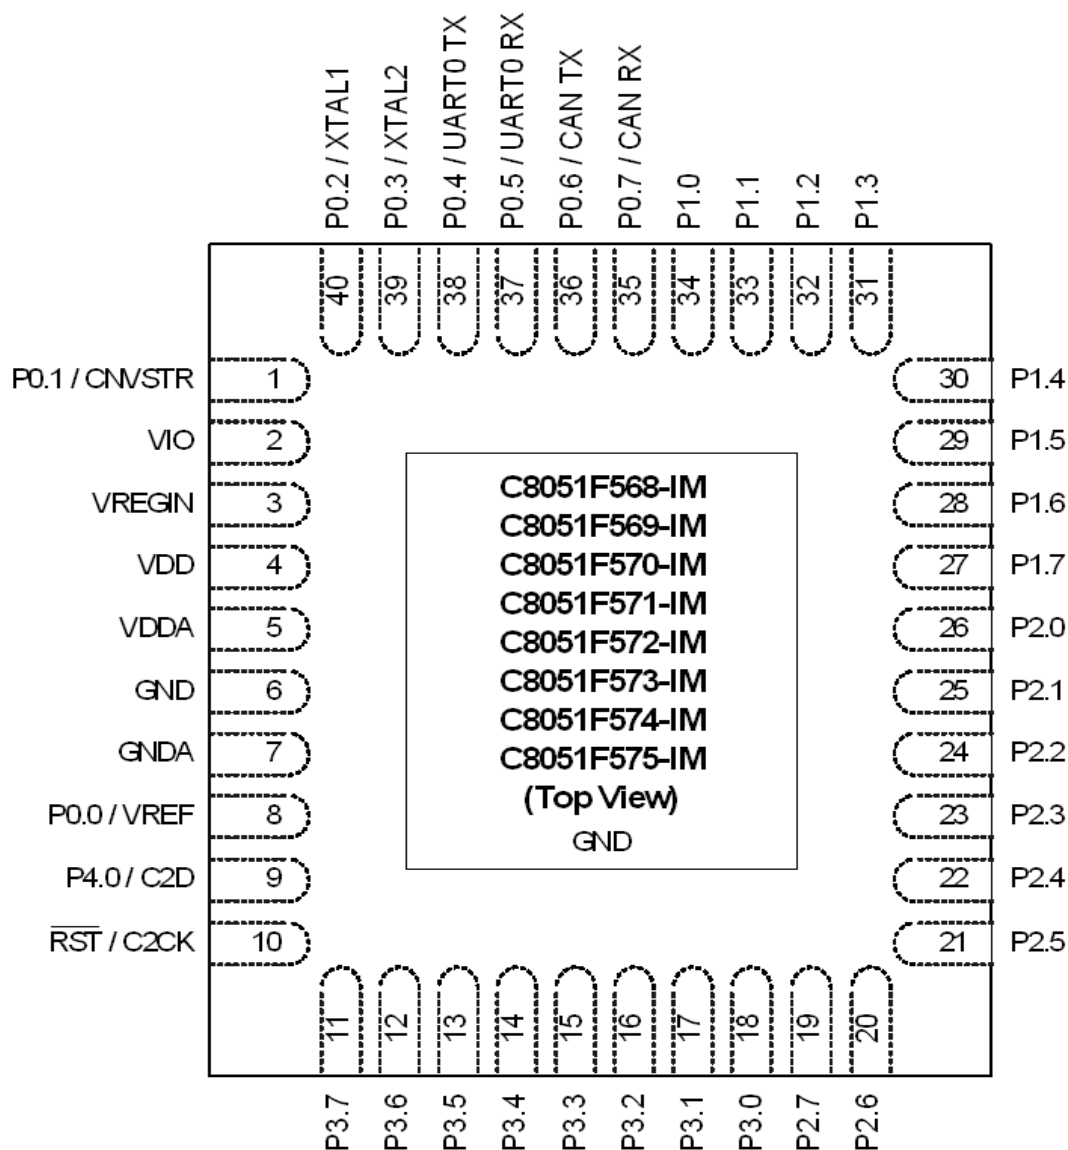 P0.2 / XTAL1
P0.3 / XTAL2
P0.4 / UART0 TX
P0.5 / UART0 RX
P0.6 / CAN TX
P0.7 / CAN RX
P1.0
P1.1
P1.2
P1.3
40
39
38
37
36
35
34
33
32
31
P0.1 / CNVSTR 1
VIO 2
VREGIN 3
VDD 4
VDDA 5
GND 6
GNDA 7
P0.0 / VREF 8
P4.0 / C2D 9
RST / C2CK 10
C8051F568-IM
C8051F569-IM
C8051F570-IM
C8051F571-IM
C8051F572-IM
C8051F573-IM
C8051F574-IM
C8051F575-IM
(Top View)
GND
30 P1.4
29 P1.5
28 P1.6
27 P1.7
26 P2.0
25 P2.1
24 P2.2
23 P2.3
22 P2.4
21 P2.5
11
12
13
14
15
16
17
18
19
20
P3.7
P3.6
P3.5
P3.4
P3.3
P3.2
P3.1
P3.0
P2.7
P2.6